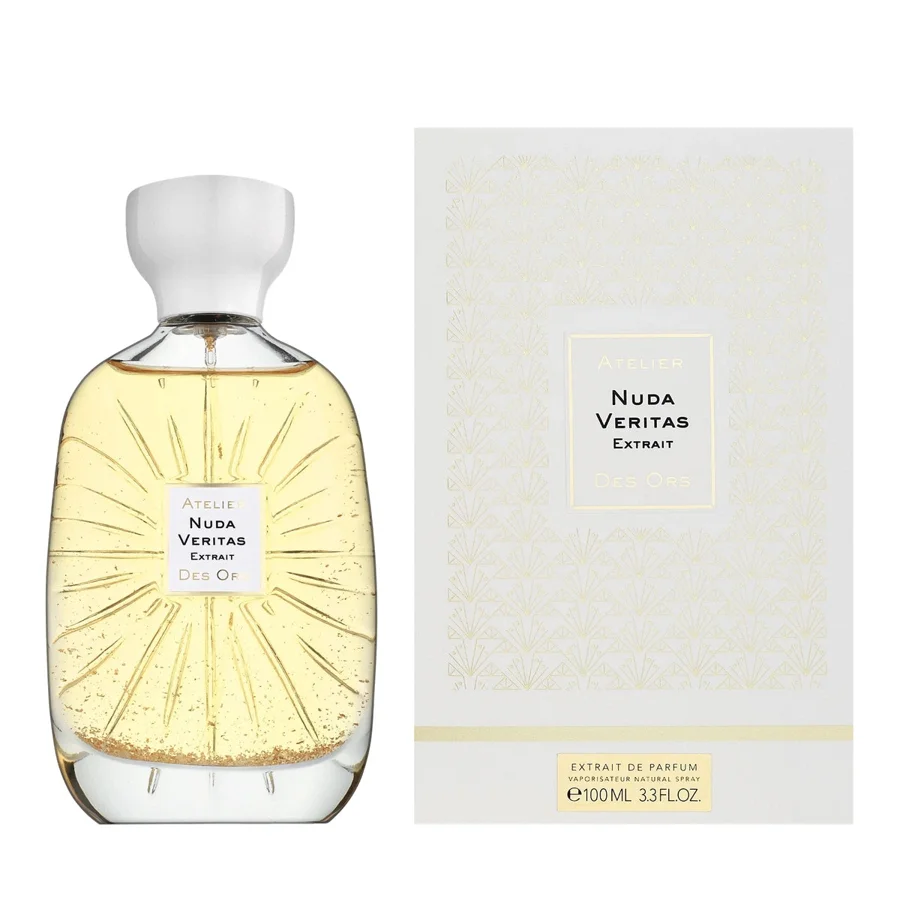 ATELIER
NUDA
VERITAS
EXTRAIT
DES ORS
ATELIER
NUDA
VERITAS
EXTRAIT
DES ORS
EXTRAIT DE PARFUM
VAPORISATEUR NATURAL SPRAY
℮100 ML 3.3 FL.OZ.